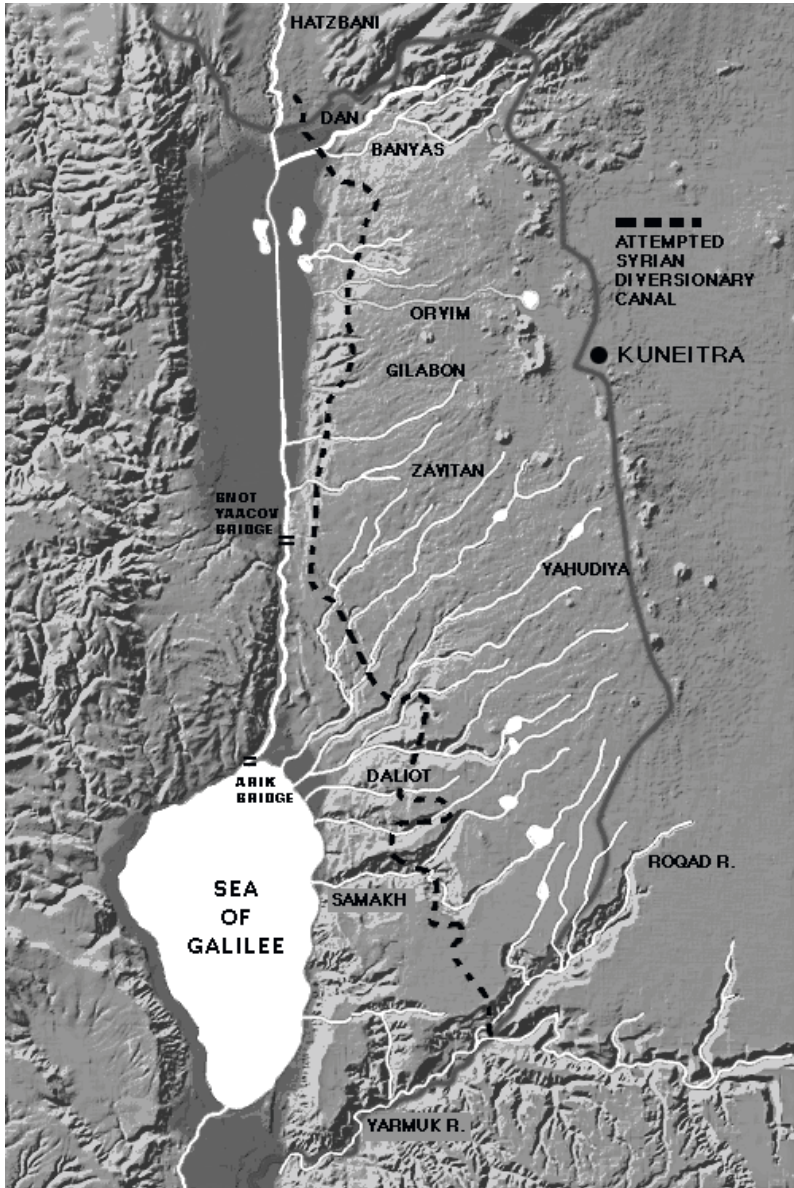 HATZBANI
DAN
BANYAS
ATTEMPTED
SYRIAN
DIVERSIONARY
CANAL
ORVIM
KUNEITRA
GILABON
ZAVITAN
BNOT
YAACOV
BRIDGE
YAHUDIYA
ARIK
BRIDGE
DALIOT
ROQAD R.
SEA
OF
GALILEE
SAMAKH
YARMUK R.